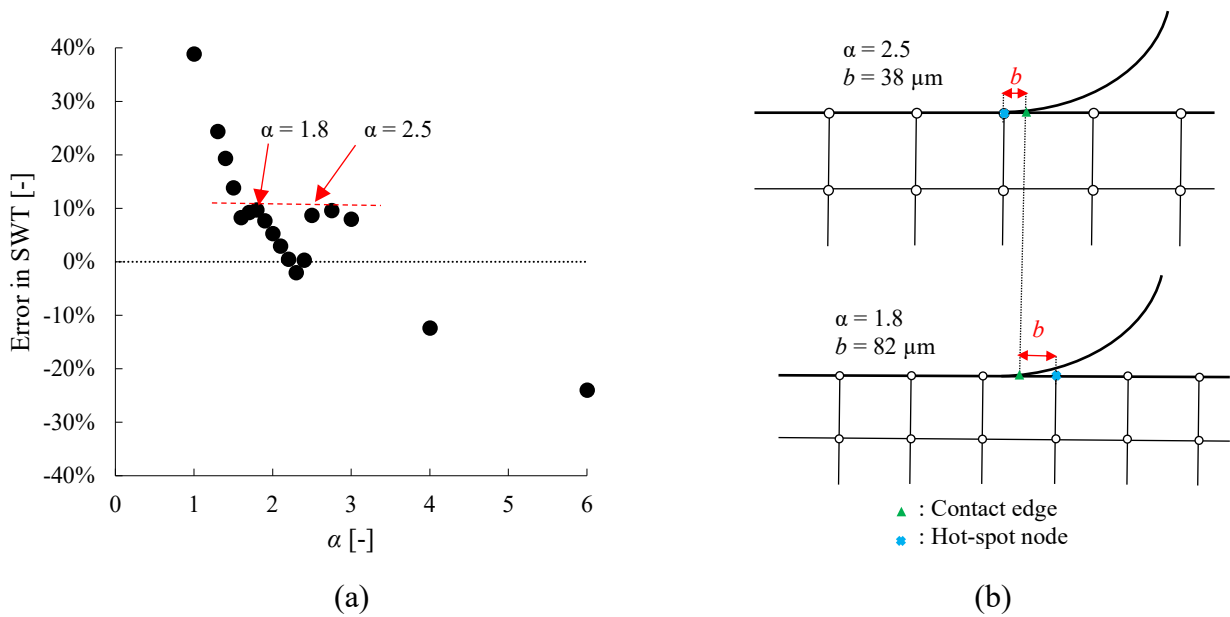 40%
30%
20%
10%
0%
-10%
-20%
-30%
-40%
Error in SWT [-]
α = 1.8
α = 2.5
0
1
2
3
4
5
6
α [-]
(a)
α = 2.5
b = 38 µm
b
α = 1.8
b = 82 µm
b
: Contact edge
: Hot-spot node
(b)